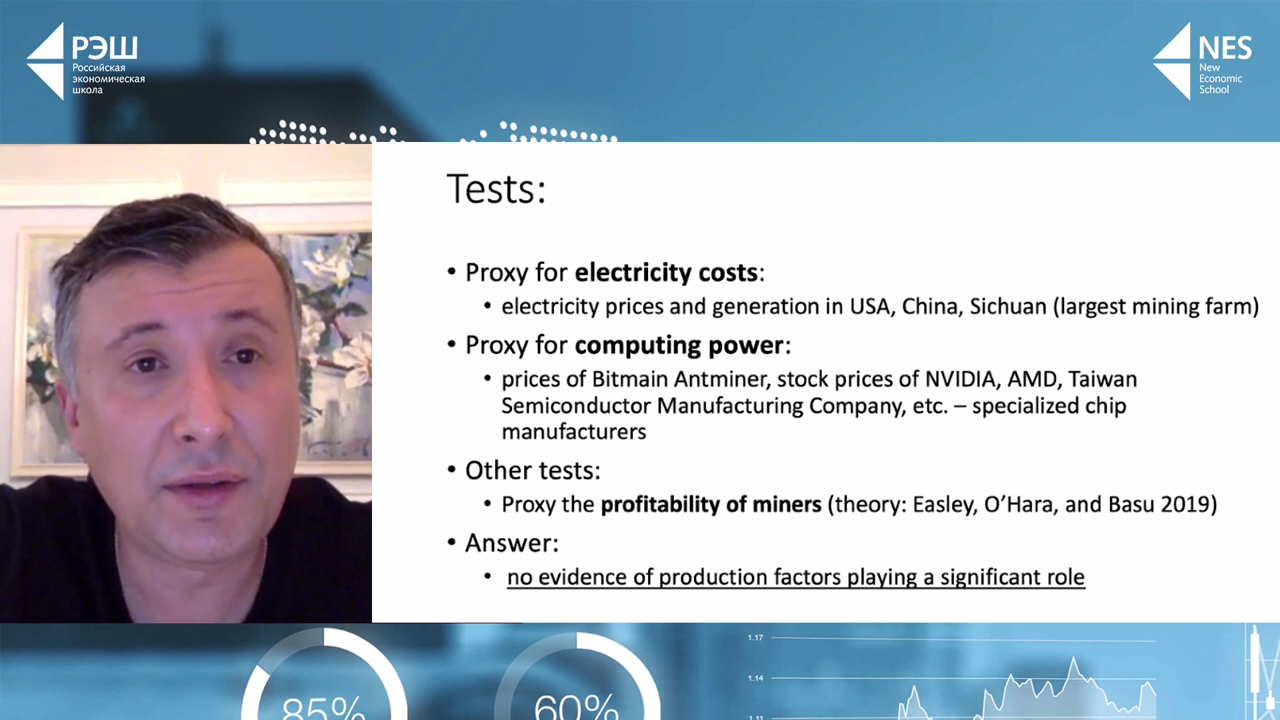 РЭШ
Российская
экономическая
школа
NES
New
Economic
School
Tests:
• Proxy for electricity costs:
• electricity prices and generation in USA, China, Sichuan (largest mining farm)
• Proxy for computing power:
• prices of Bitmain Antminer, stock prices of NVIDIA, AMD, Taiwan
Semiconductor Manufacturing Company, etc. – specialized chip
manufacturers
• Other tests:
• Proxy the profitability of miners (theory: Easley, O’Hara, and Basu 2019)
• Answer:
• no evidence of production factors playing a significant role
85%
60%
1.17
1.14
1.11